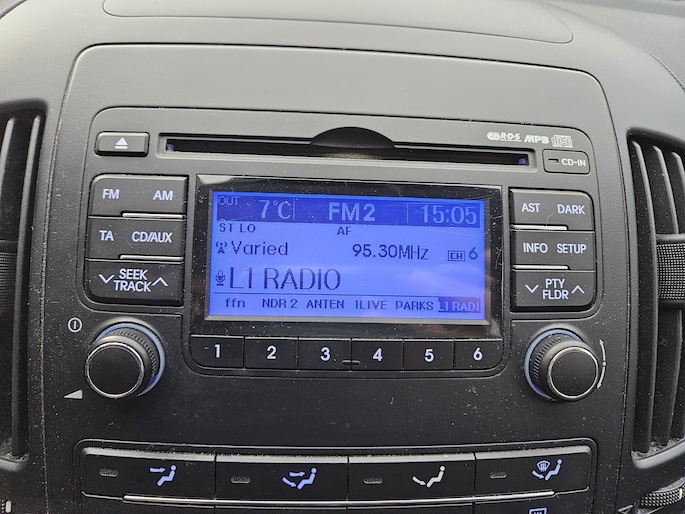 R·D·S MP3
CD-IN
FM AM
TA CD/AUX
SEEK
TRACK
OUT 7°C FM2 15:05
ST LO AF
Varied 95.30MHz CH 6
L1 RADIO
ffn NDR 2 ANTEN 1LIVE PARKS L1 RADI
AST DARK
INFO SETUP
PTY
FLDR
1 2 3 4 5 6